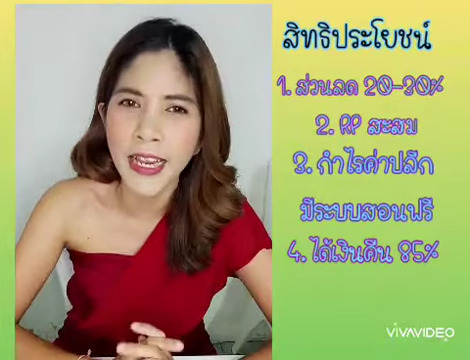 สิทธิประโยชน์
1. ส่วนลด 20-30%
2. RP สะสม
3. กำไรค่าปลีก
มีระบบสอนฟรี
4. ได้เงินคืน 85%
VIVAVIDEO